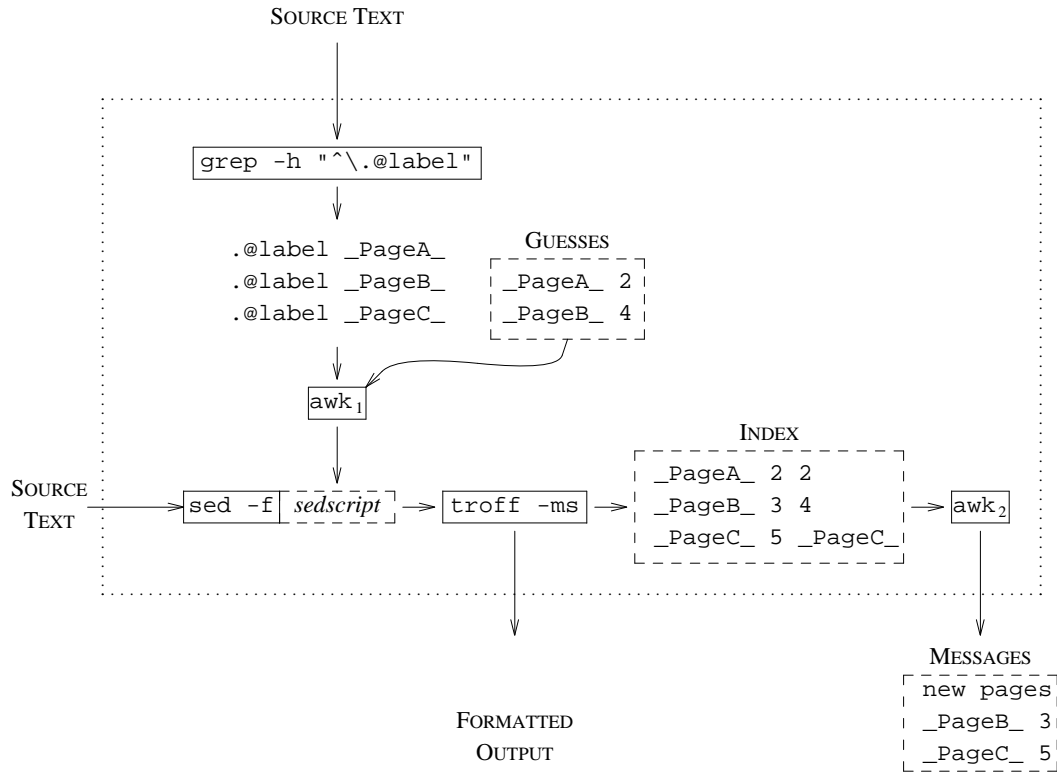 SOURCE TEXT
grep -h "^\.@label"
.@label _PageA_
.@label _PageB_
.@label _PageC_
GUESSES
_PageA_ 2
_PageB_ 4
awk1
SOURCE
TEXT
sed -f sedscript
troff -ms
INDEX
_PageA_ 2 2
_PageB_ 3 4
_PageC_ 5 _PageC_
awk2
FORMATTED
OUTPUT
MESSAGES
new pages
_PageB_ 3
_PageC_ 5